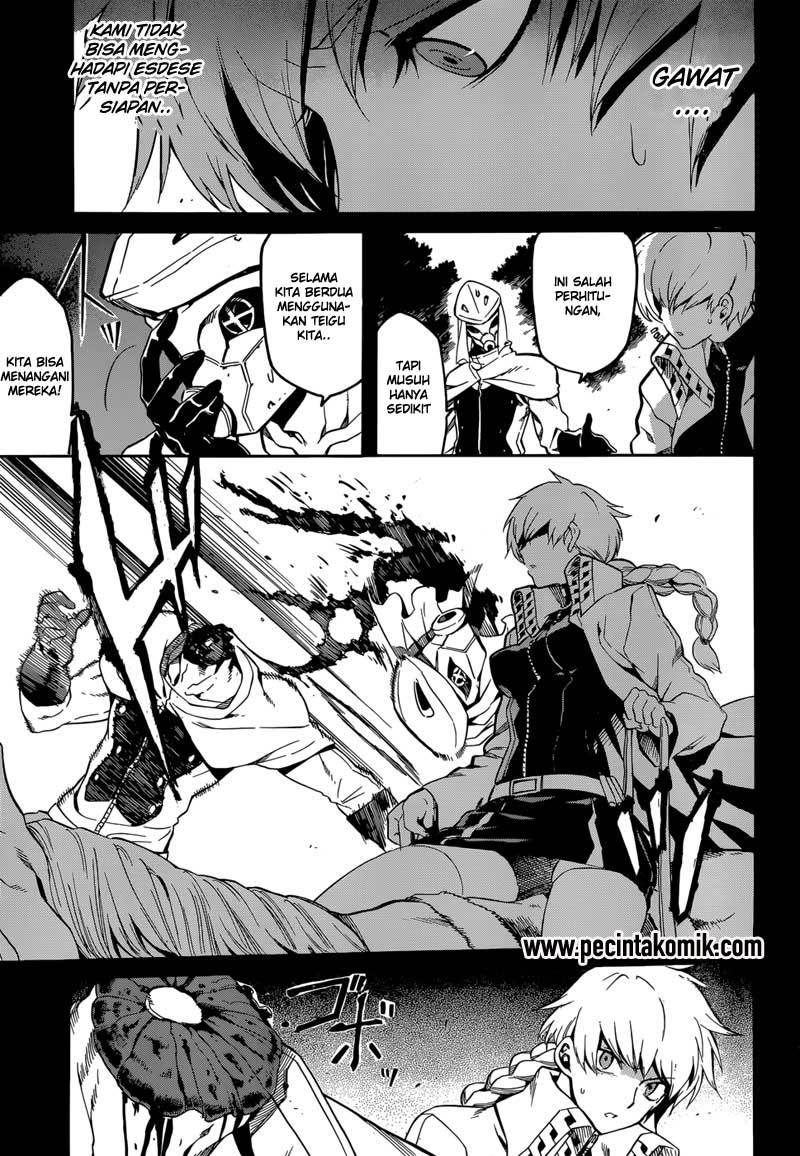 GAWAT
....
KAMI TIDAK
BISA MENG-
HADAPI ESDESE
TANPA PER-
SIAPAN..
INI SALAH
PERHITU-
NGAN,
TAPI
MUSUH
HANYA
SEDIKIT
SELAMA
KITA BERDUA
MENGGUNA-
KAN TEIGU
KITA..
KITA BISA
MENANGANI
MEREKA!
www.pecintakomik.com
ゴボッ